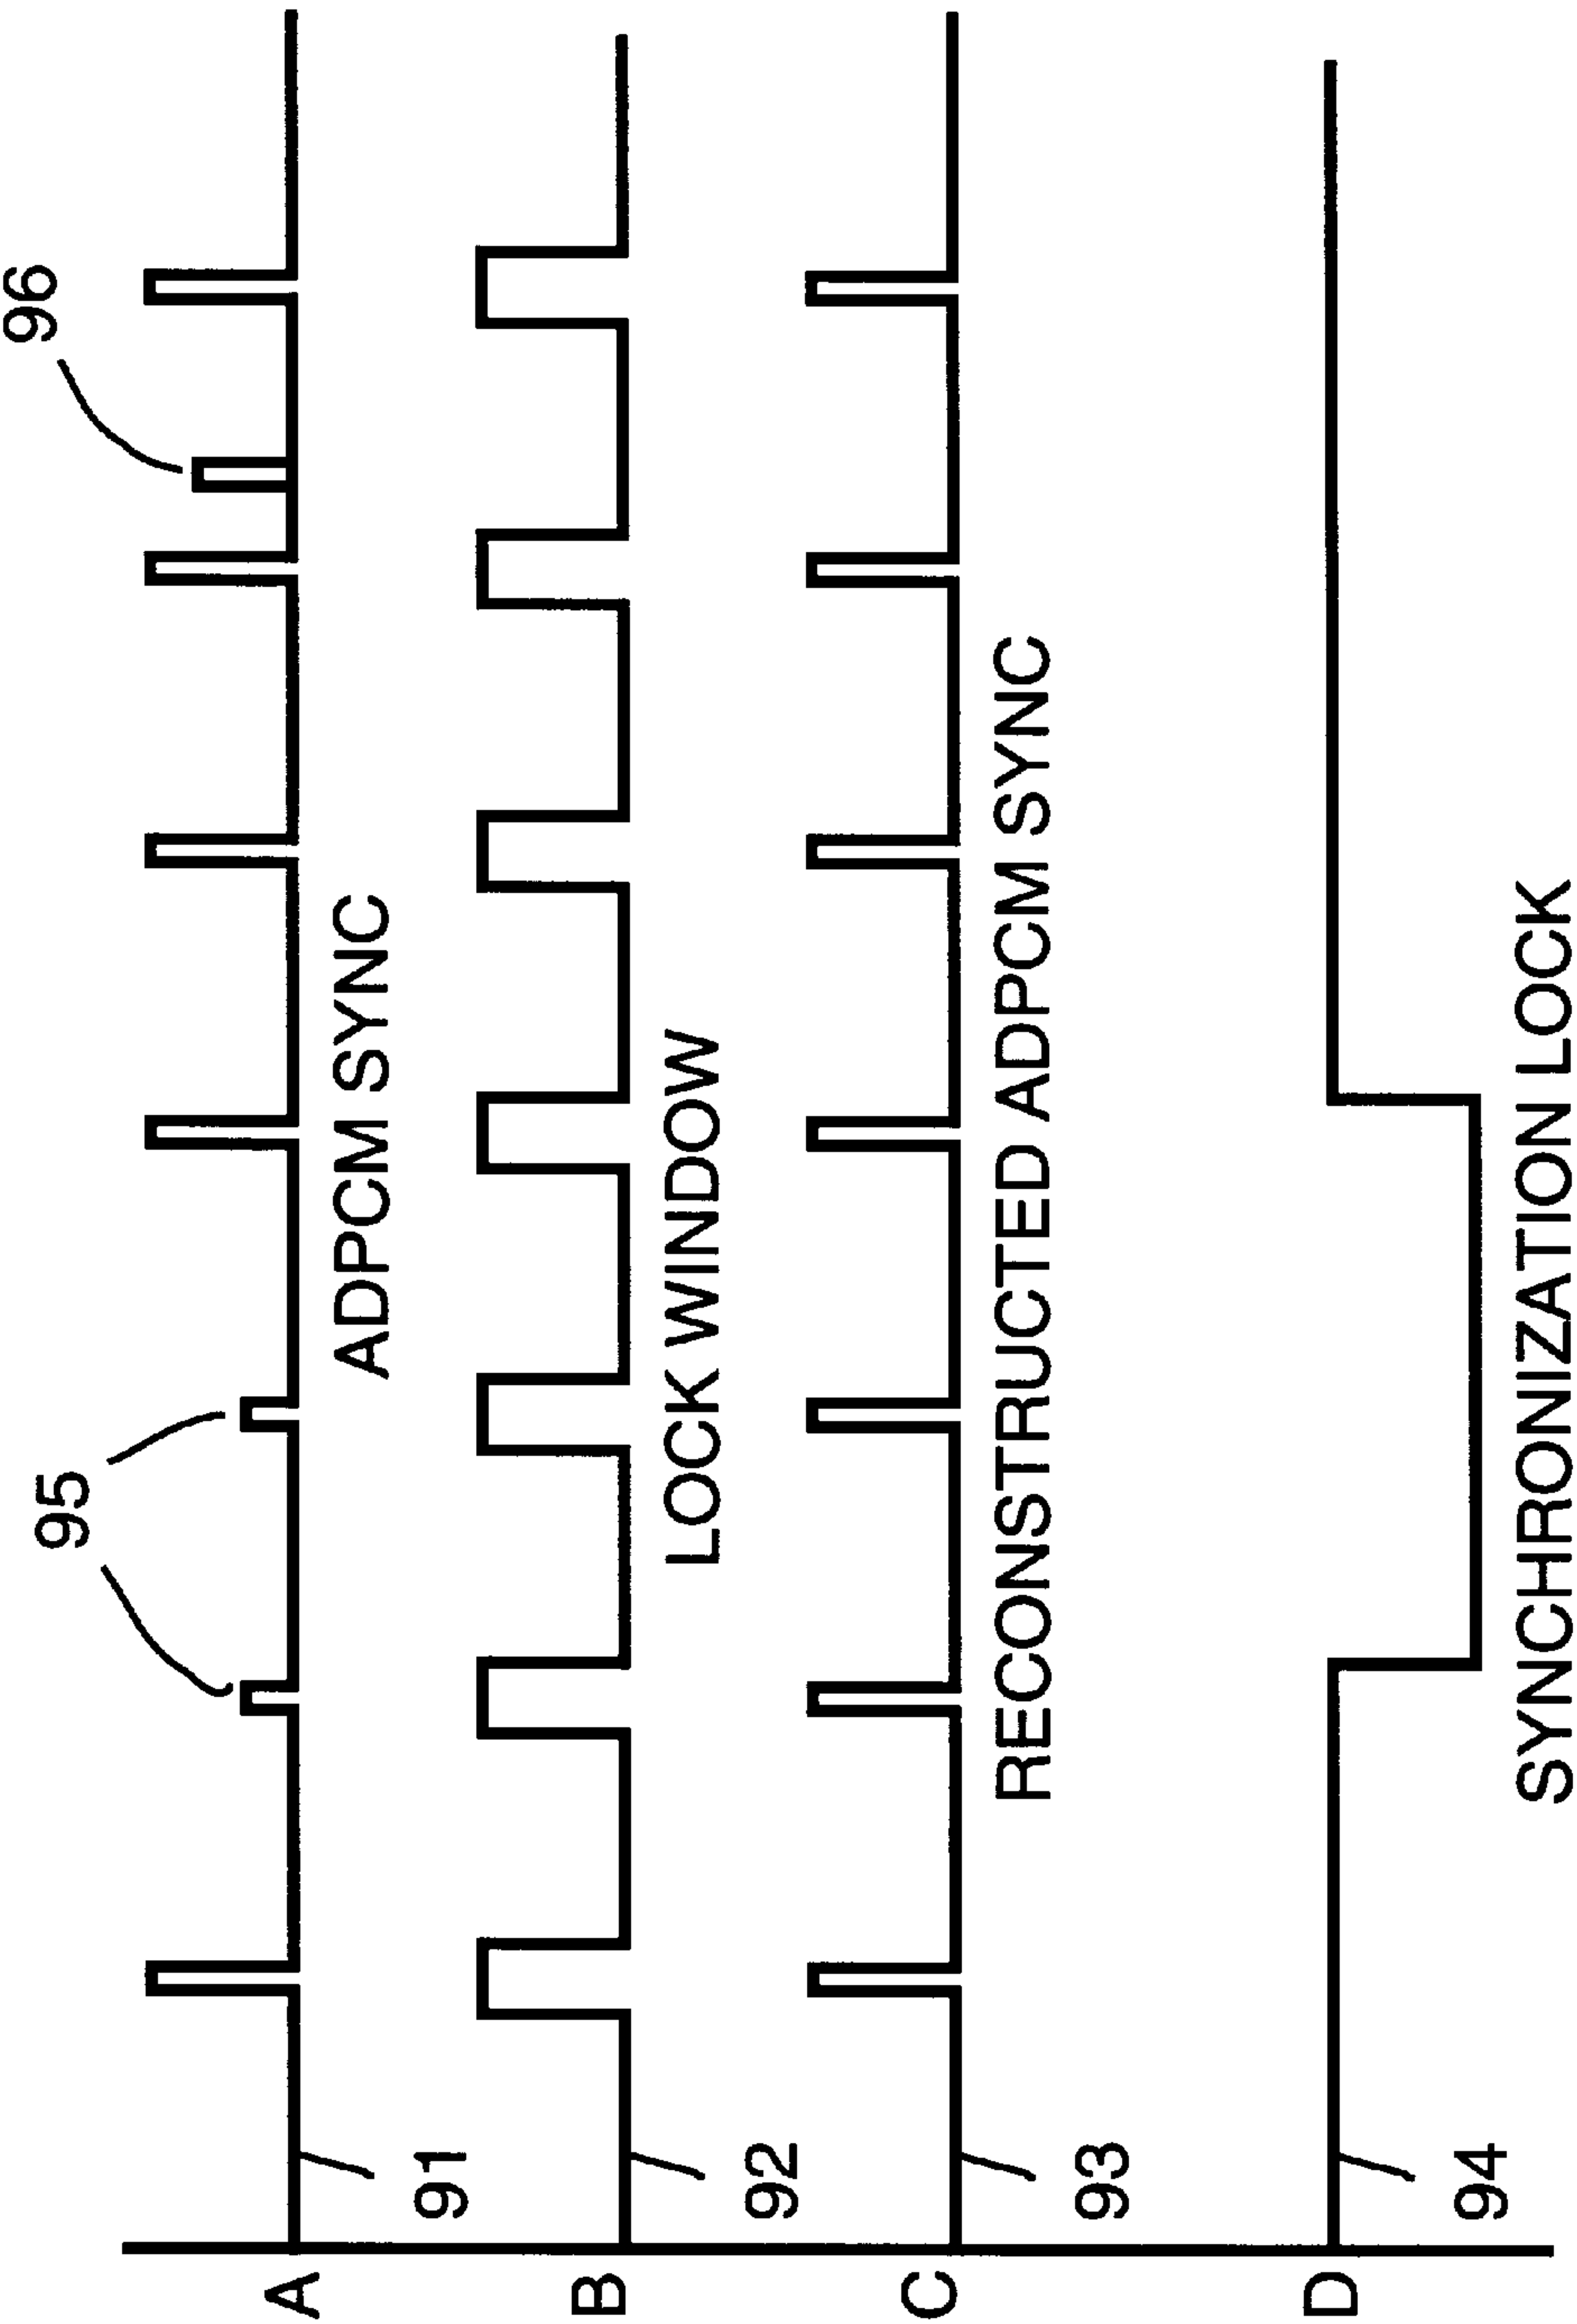 95
96
A
91
ADPCM SYNC
B
92
LOCK WINDOW
C
93
RECONSTRUCTED ADPCM SYNC
D
94
SYNCHRONIZATION LOCK